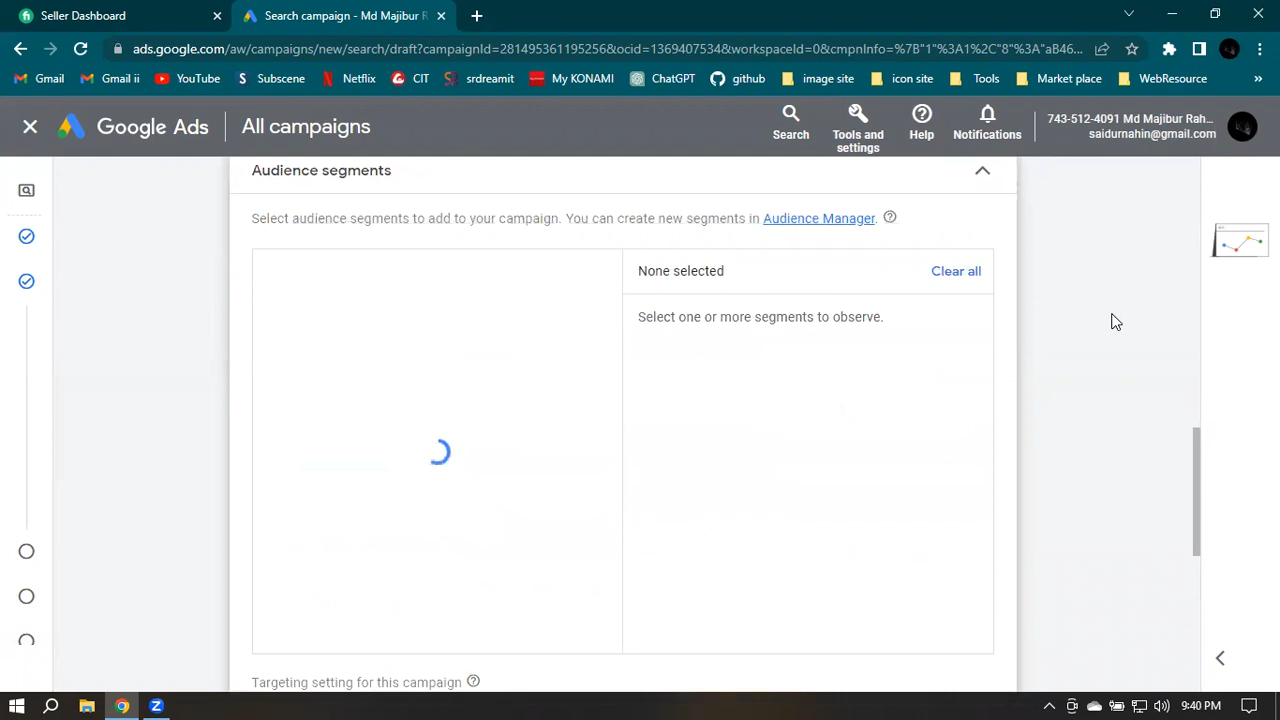 Seller Dashboard
Search campaign - Md Majibur R
ads.google.com/aw/campaigns/new/search/draft?campaignId=281495361195256&ocid=1369407534&workspaceId=0&cmpnInfo=%7B"1"%3A1%2C"8"%3A"aB46...
Gmail
Gmail ii
YouTube
Subscene
Netflix
CIT
srdreamit
My KONAMI
ChatGPT
github
image site
icon site
Tools
Market place
WebResource
»
Google Ads
All campaigns
Search
Tools and
settings
Help
Notifications
743-512-4091 Md Majibur Rah...
saidurnahin@gmail.com
Audience segments
Select audience segments to add to your campaign. You can create new segments in Audience Manager.
None selected
Clear all
Select one or more segments to observe.
Targeting setting for this campaign
9:40 PM